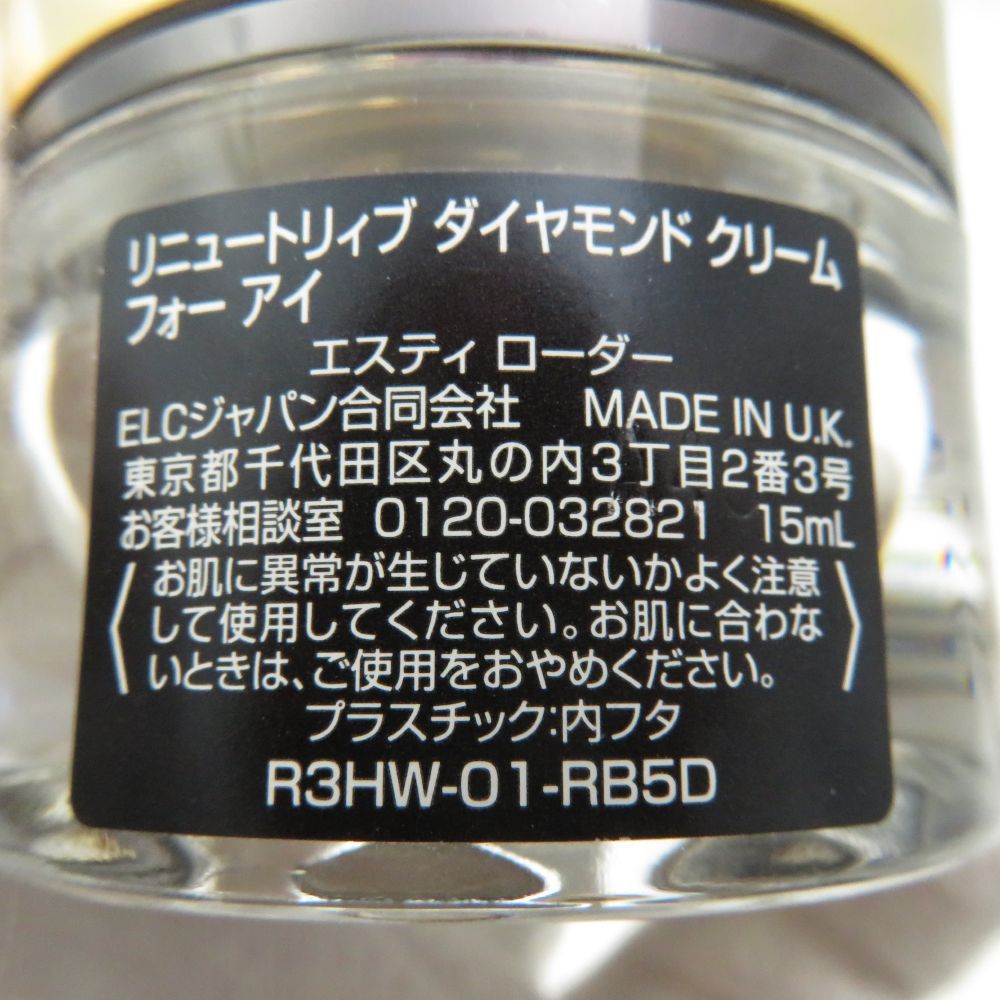 リニュートリィブ ダイヤモンド クリーム
フォー アイ
エスティ ローダー
ELCジャパン合同会社 MADE IN U.K.
東京都千代田区丸の内3丁目2番3号
お客様相談室 0120-032821 15mL
〈お肌に異常が生じていないかよく注意
して使用してください。お肌に合わな
いときは、ご使用をおやめください。〉
プラスチック:内フタ
R3HW-01-RB5D